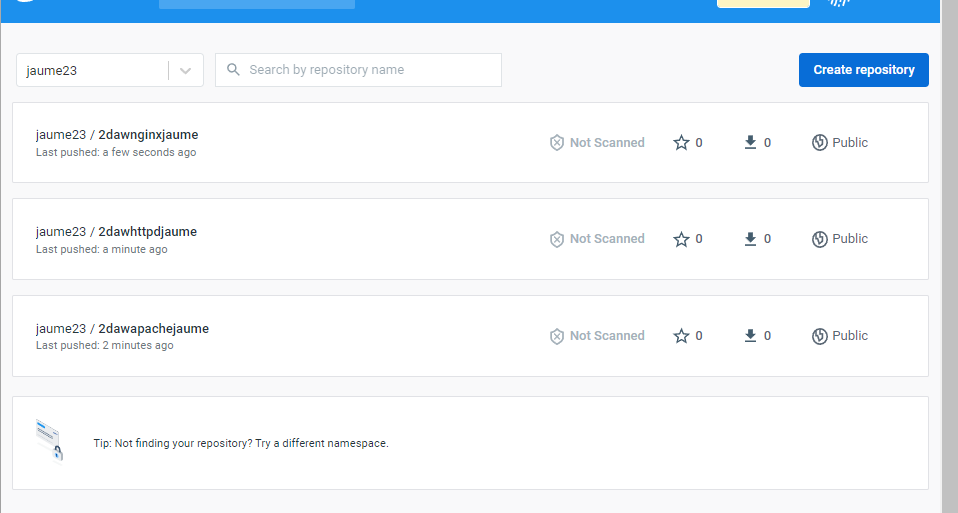 jaume23
Search by repository name
Create repository
jaume23 / 2dawnginxjaume
Last pushed: a few seconds ago
Not Scanned
0
0
Public
jaume23 / 2dawhttpdjaume
Last pushed: a minute ago
Not Scanned
0
0
Public
jaume23 / 2dawapachejaume
Last pushed: 2 minutes ago
Not Scanned
0
0
Public
Tip: Not finding your repository? Try a different namespace.